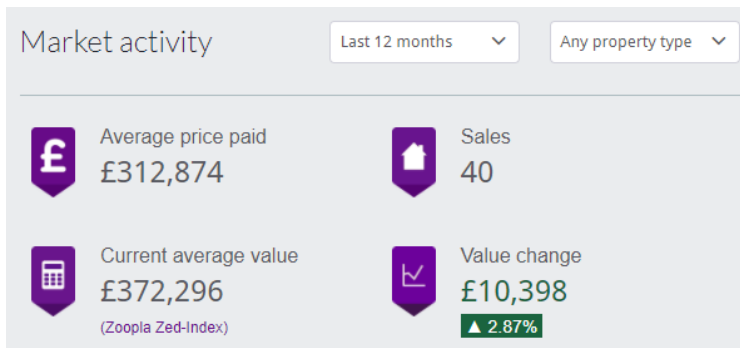 Market activity
Last 12 months
Any property type
£
Average price paid
£312,874
Sales
40
Current average value
£372,296
(Zoopla Zed-Index)
Value change
£10,398
▲ 2.87%